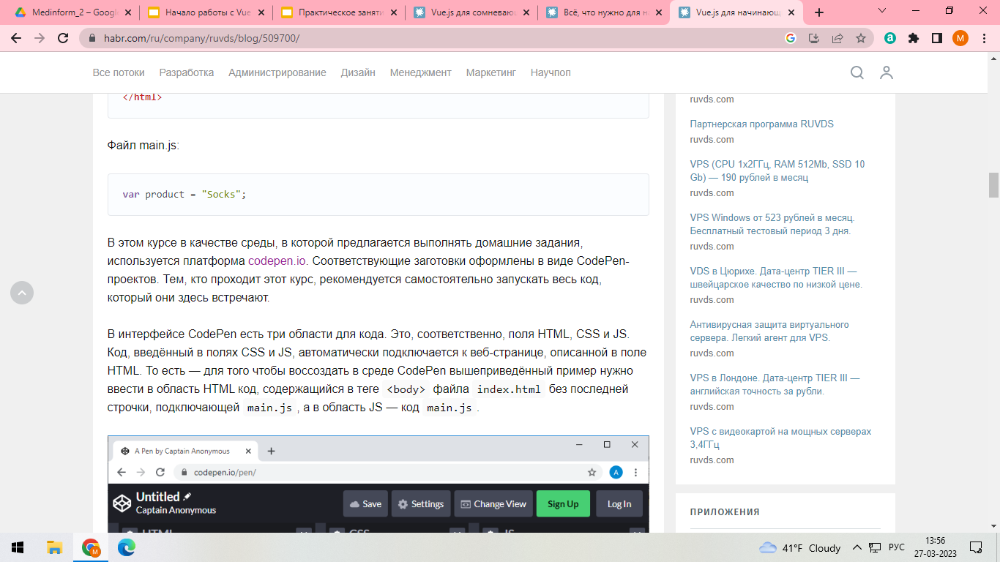 Medinform_2 – Googl
Начало работы с Vue
Практическое заняти
Vue.js для сомневаю
Всё, что нужно для н
Vue.js для начинающ
habr.com/ru/company/ruvds/blog/509700/
M
Все потоки Разработка Администрирование Дизайн Менеджмент Маркетинг Научпоп
</html>
Файл main.js:
var product = "Socks";
В этом курсе в качестве среды, в которой предлагается выполнять домашние задания,
используется платформа codepen.io. Соответствующие заготовки оформлены в виде CodePen-
проектов. Тем, кто проходит этот курс, рекомендуется самостоятельно запускать весь код,
который они здесь встречают.
В интерфейсе CodePen есть три области для кода. Это, соответственно, поля HTML, CSS и JS.
Код, введённый в полях CSS и JS, автоматически подключается к веб-странице, описанной в поле
HTML. То есть — для того чтобы воссоздать в среде CodePen вышеприведённый пример нужно
ввести в область HTML код, содержащийся в теге <body> файла index.html без последней
строчки, подключающей main.js , а в область JS — код main.js .
A Pen by Captain Anonymous
codepen.io/pen/
A
Untitled
Captain Anonymous
Save Settings Change View Sign Up Log In
HTML CSS JS
ruvds.com
Партнерская программа RUVDS
ruvds.com
VPS (CPU 1х2ГГц, RAM 512Mb, SSD 10
Gb) — 190 рублей в месяц
ruvds.com
VPS Windows от 523 рублей в месяц.
Бесплатный тестовый период 3 дня.
ruvds.com
VDS в Цюрихе. Дата-центр TIER III —
швейцарское качество по низкой цене.
ruvds.com
Антивирусная защита виртуального
сервера. Легкий агент для VPS.
ruvds.com
VPS в Лондоне. Дата-центр TIER III —
английская точность за рубли.
ruvds.com
VPS с видеокартой на мощных серверах
3,4ГГц
ruvds.com
ПРИЛОЖЕНИЯ
41°F Cloudy
РУС
13:56
27-03-2023